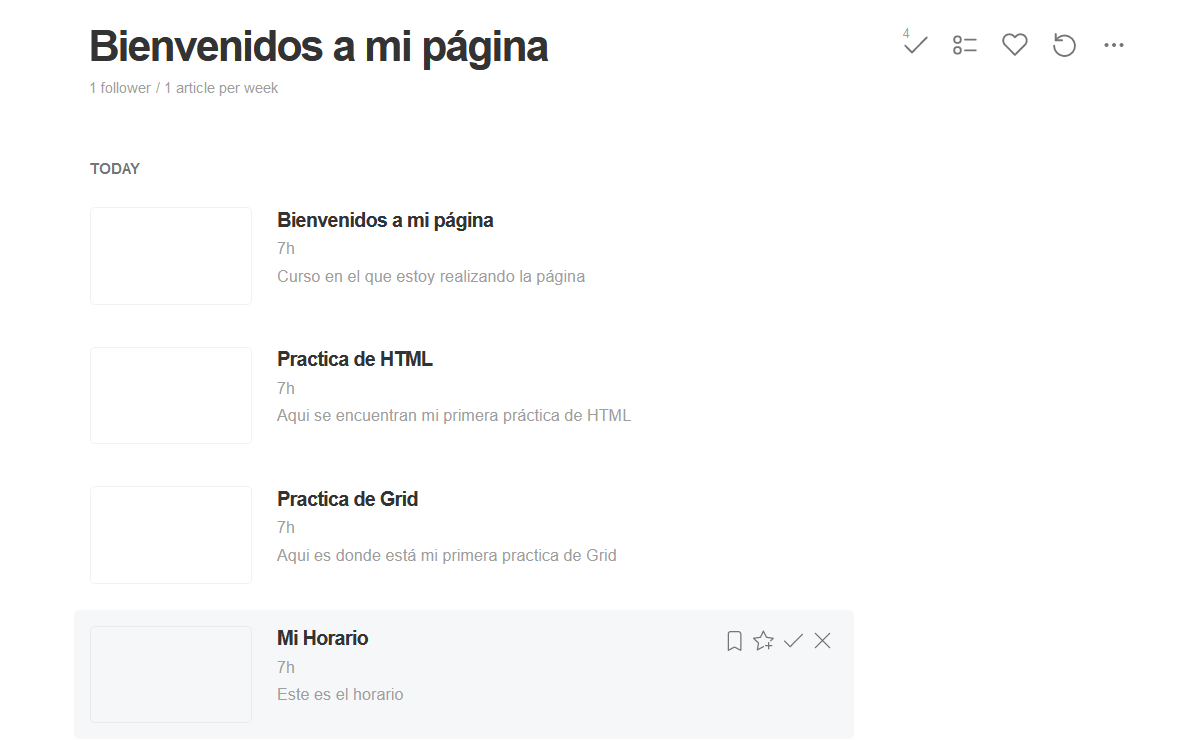 Bienvenidos a mi página
4
1 follower / 1 article per week
TODAY
Bienvenidos a mi página
7h
Curso en el que estoy realizando la página
Practica de HTML
7h
Aqui se encuentran mi primera práctica de HTML
Practica de Grid
7h
Aqui es donde está mi primera practica de Grid
Mi Horario
7h
Este es el horario